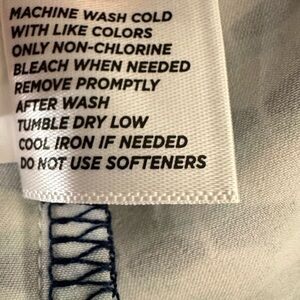 MACHINE WASH COLD
WITH LIKE COLORS
ONLY NON-CHLORINE
BLEACH WHEN NEEDED
REMOVE PROMPTLY
AFTER WASH
TUMBLE DRY LOW
COOL IRON IF NEEDED
DO NOT USE SOFTENERS